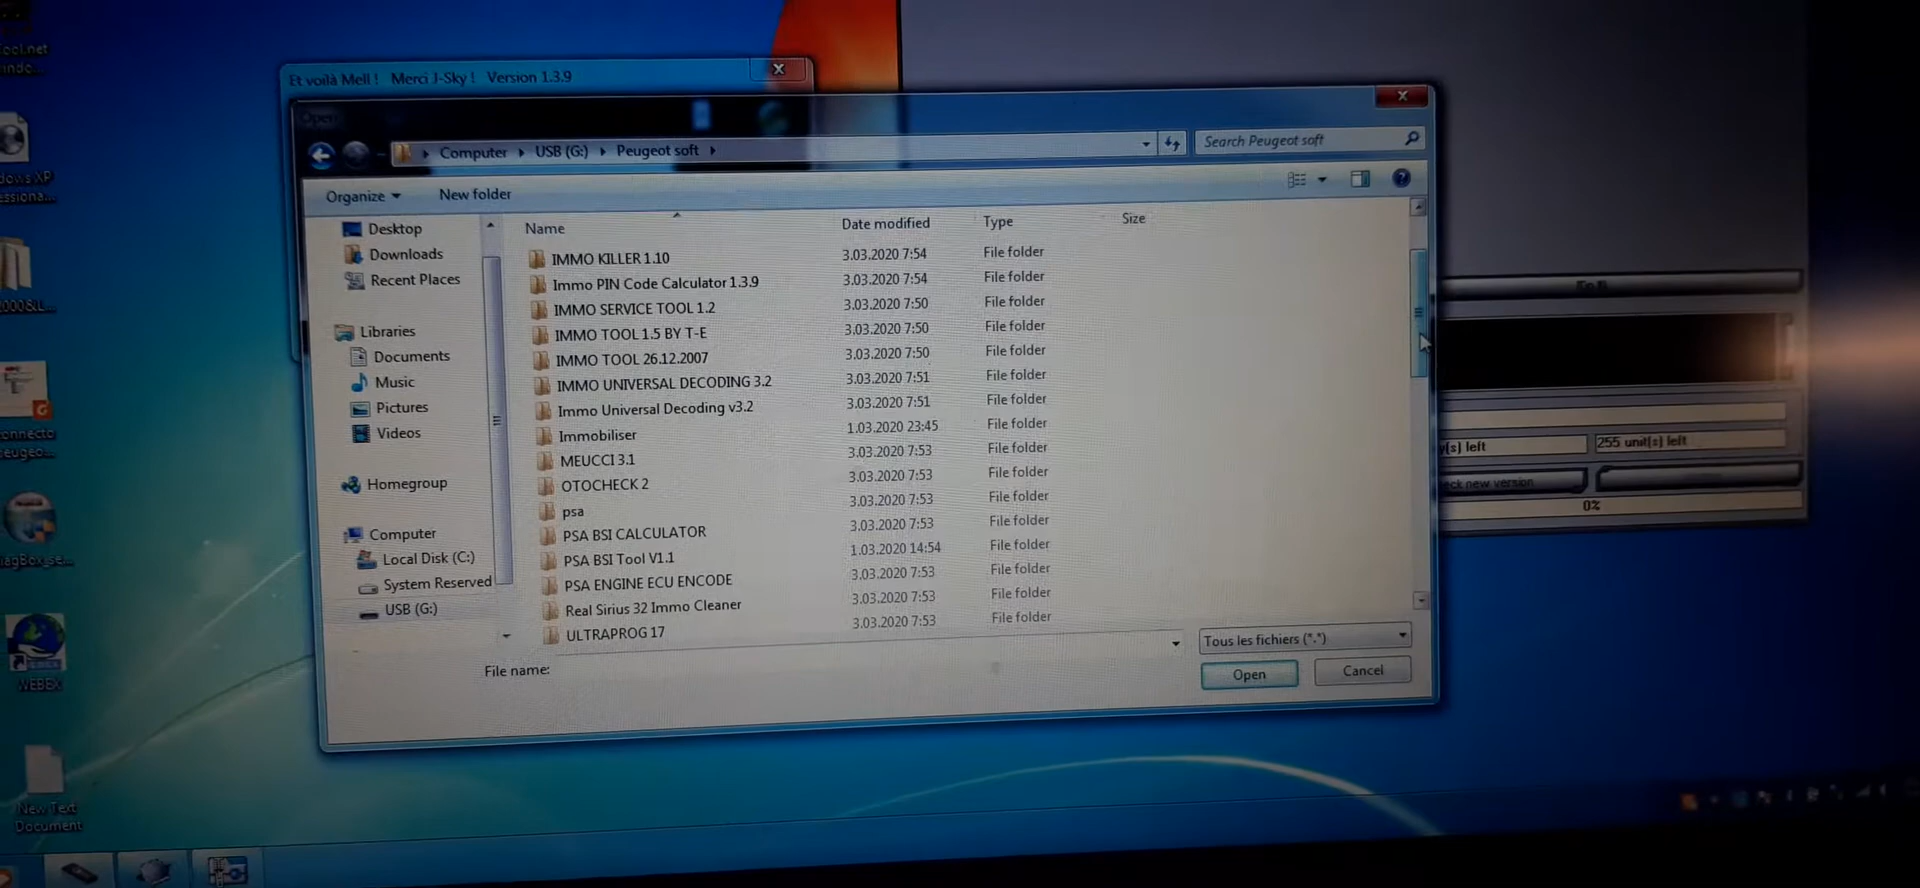 Et voilà Mell ! Merci J-Sky ! Version 1.3.9
Open
Computer USB (G:) Peugeot soft
Search Peugeot soft
Organize New folder
Name Date modified Type Size
Desktop
Downloads
Recent Places
Libraries
Documents
Music
Pictures
Videos
Homegroup
Computer
Local Disk (C:)
System Reserved
USB (G:)
IMMO KILLER 1.10 3.03.2020 7:54 File folder
Immo PIN Code Calculator 1.3.9 3.03.2020 7:54 File folder
IMMO SERVICE TOOL 1.2 3.03.2020 7:50 File folder
IMMO TOOL 1.5 BY T-E 3.03.2020 7:50 File folder
IMMO TOOL 26.12.2007 3.03.2020 7:50 File folder
IMMO UNIVERSAL DECODING 3.2 3.03.2020 7:51 File folder
Immo Universal Decoding v3.2 3.03.2020 7:51 File folder
Immobiliser 1.03.2020 23:45 File folder
MEUCCI 3.1 3.03.2020 7:53 File folder
OTOCHECK 2 3.03.2020 7:53 File folder
psa 3.03.2020 7:53 File folder
PSA BSI CALCULATOR 3.03.2020 7:53 File folder
PSA BSI Tool V1.1 1.03.2020 14:54 File folder
PSA ENGINE ECU ENCODE 3.03.2020 7:53 File folder
Real Sirius 32 Immo Cleaner 3.03.2020 7:53 File folder
ULTRAPROG 17 3.03.2020 7:53 File folder
File name:
Tous les fichiers (*.*)
Open Cancel
(s) left
255 unit(s) left
eck new version
0%
ows XP
WEBEX
New Text
Document